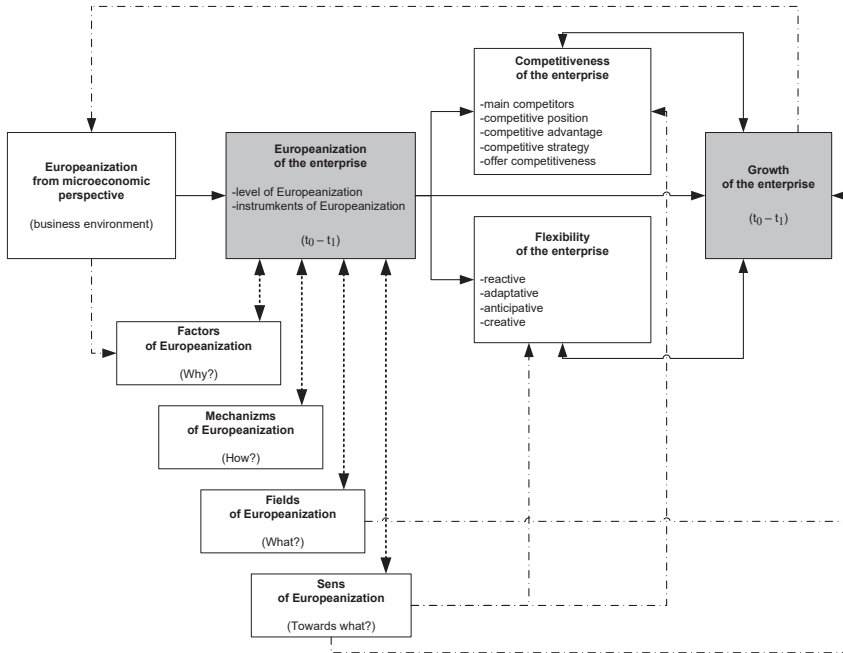 Competitiveness
of the enterprise
-main competitors
-competitive position
-competitive advantage
-competitive strategy
-offer competitiveness
Europeanization
from microeconomic
perspective
(business environment)
Europeanization
of the enterprise
-level of Europeanization
-instrumkents of Europeanization
(t₀ – t₁)
Growth
of the enterprise
(t₀ – t₁)
Flexibility
of the enterprise
-reactive
-adaptative
-anticipative
-creative
Factors
of Europeanization
(Why?)
Mechanizms
of Europeanization
(How?)
Fields
of Europeanization
(What?)
Sens
of Europeanization
(Towards what?)